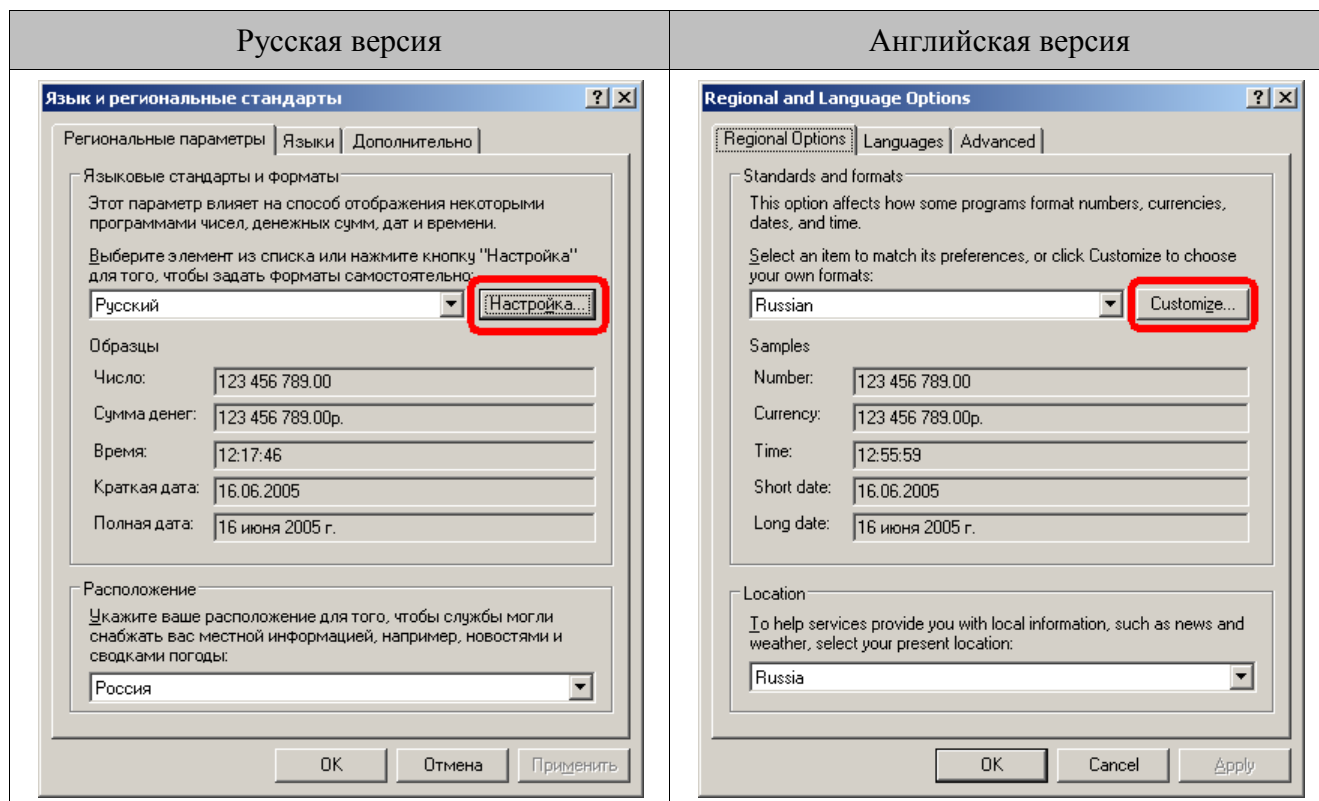 Русская версия
Английская версия
Язык и региональные стандарты
Региональные параметры Языки Дополнительно
Языковые стандарты и форматы
Этот параметр влияет на способ отображения некоторыми
программами чисел, денежных сумм, дат и времени.
Выберите элемент из списка или нажмите кнопку "Настройка"
для того, чтобы задать форматы самостоятельно:
Русский Настройка...
Образцы
Число: 123 456 789.00
Сумма денег: 123 456 789.00р.
Время: 12:17:46
Краткая дата: 16.06.2005
Полная дата: 16 июня 2005 г.
Расположение
Укажите ваше расположение для того, чтобы службы могли
снабжать вас местной информацией, например, новостями и
сводками погоды:
Россия
OK Отмена Применить
Regional and Language Options
Regional Options Languages Advanced
Standards and formats
This option affects how some programs format numbers, currencies,
dates, and time.
Select an item to match its preferences, or click Customize to choose
your own formats:
Russian Customize...
Samples
Number: 123 456 789.00
Currency: 123 456 789.00р.
Time: 12:55:59
Short date: 16.06.2005
Long date: 16 июня 2005 г.
Location
To help services provide you with local information, such as news and
weather, select your present location:
Russia
OK Cancel Apply